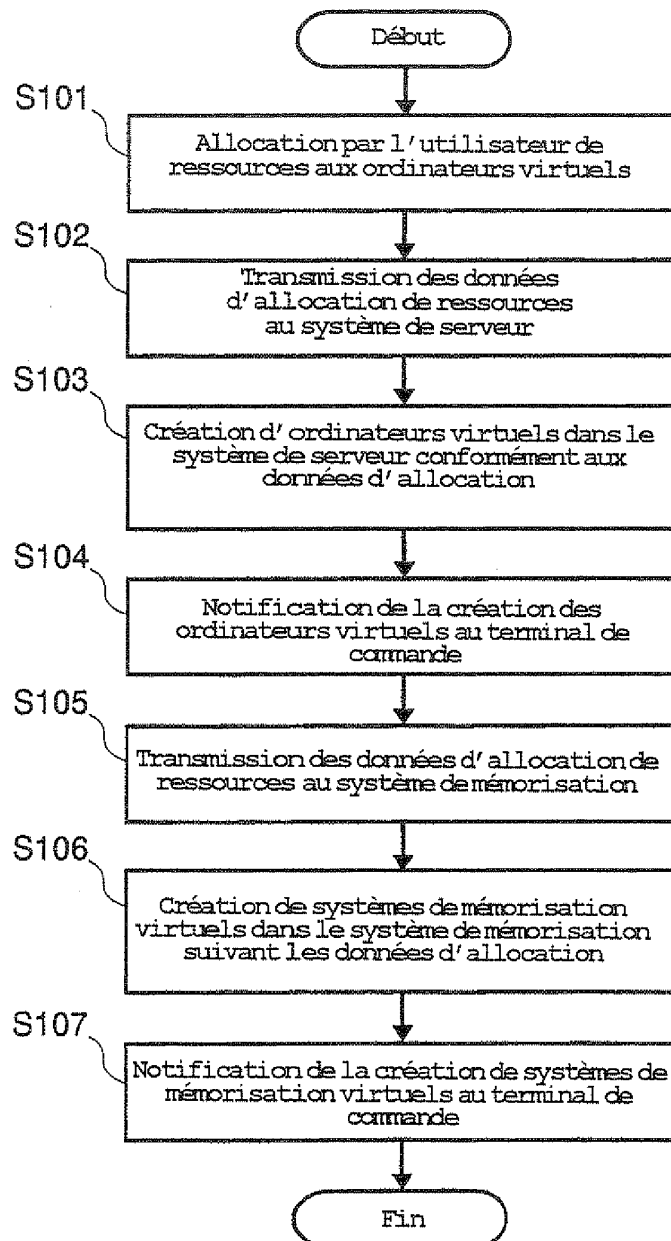 Début
S101
Allocation par l'utilisateur de
ressources aux ordinateurs virtuels
S102
Transmission des données
d'allocation de ressources
au système de serveur
S103
Création d'ordinateurs virtuels dans le
système de serveur conformément aux
données d'allocation
S104
Notification de la création des
ordinateurs virtuels au terminal de
commande
S105
Transmission des données d'allocation de
ressources au système de mémorisation
S106
Création de systèmes de mémorisation
virtuels dans le système de mémorisation
suivant les données d'allocation
S107
Notification de la création de systèmes de
mémorisation virtuels au terminal de
commande
Fin